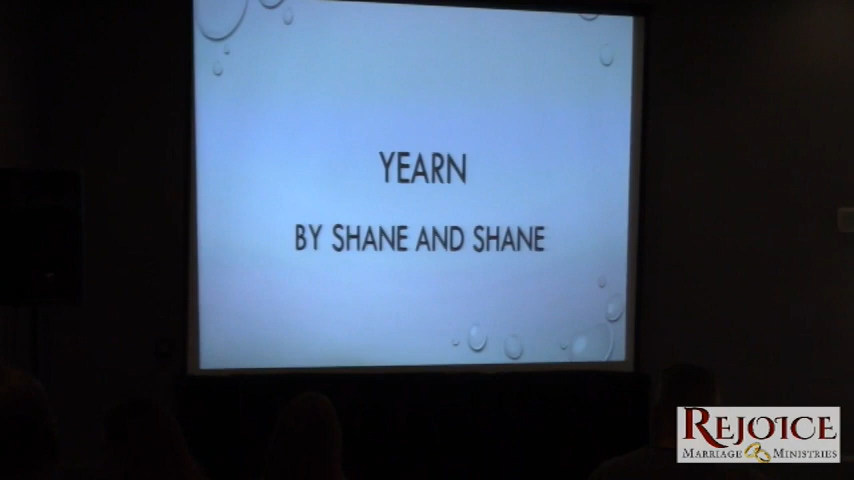 YEARN
BY SHANE AND SHANE
REJOICE
MARRIAGE MINISTRIES